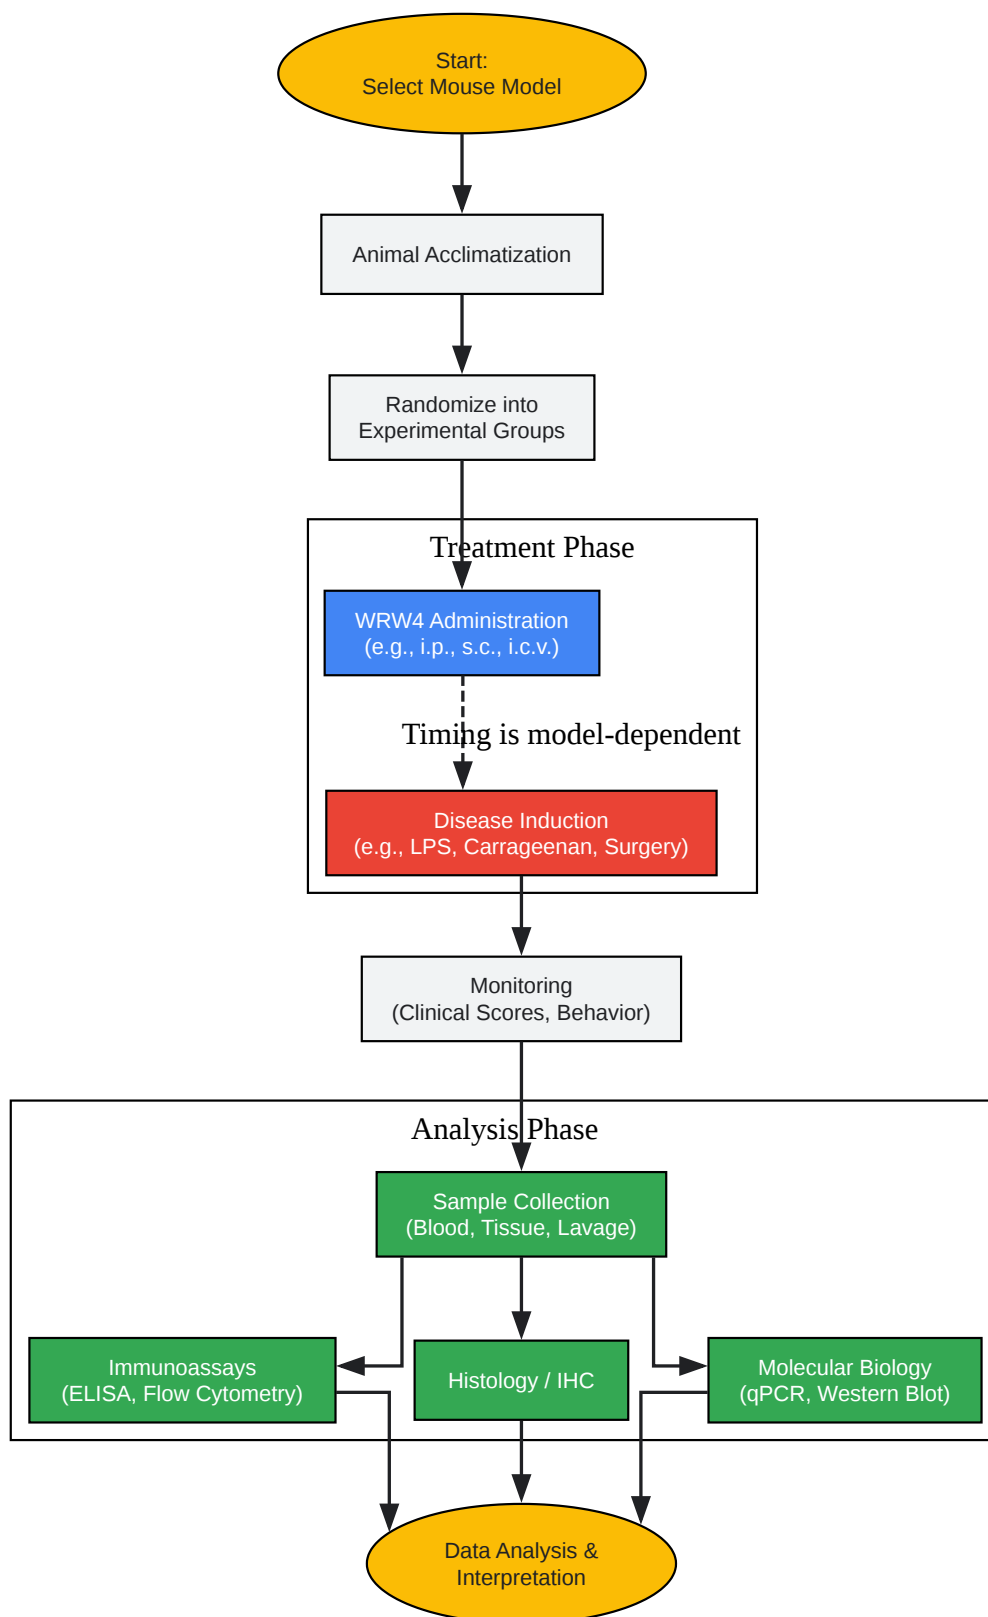 Start:
Select Mouse Model
Animal Acclimatization
Randomize into
Experimental Groups
Treatment Phase
WRW4 Administration
(e.g., i.p., s.c., i.c.v.)
Timing is model-dependent
Disease Induction
(e.g., LPS, Carrageenan, Surgery)
Monitoring
(Clinical Scores, Behavior)
Analysis Phase
Sample Collection
(Blood, Tissue, Lavage)
Immunoassays
(ELISA, Flow Cytometry)
Histology / IHC
Molecular Biology
(qPCR, Western Blot)
Data Analysis &
Interpretation